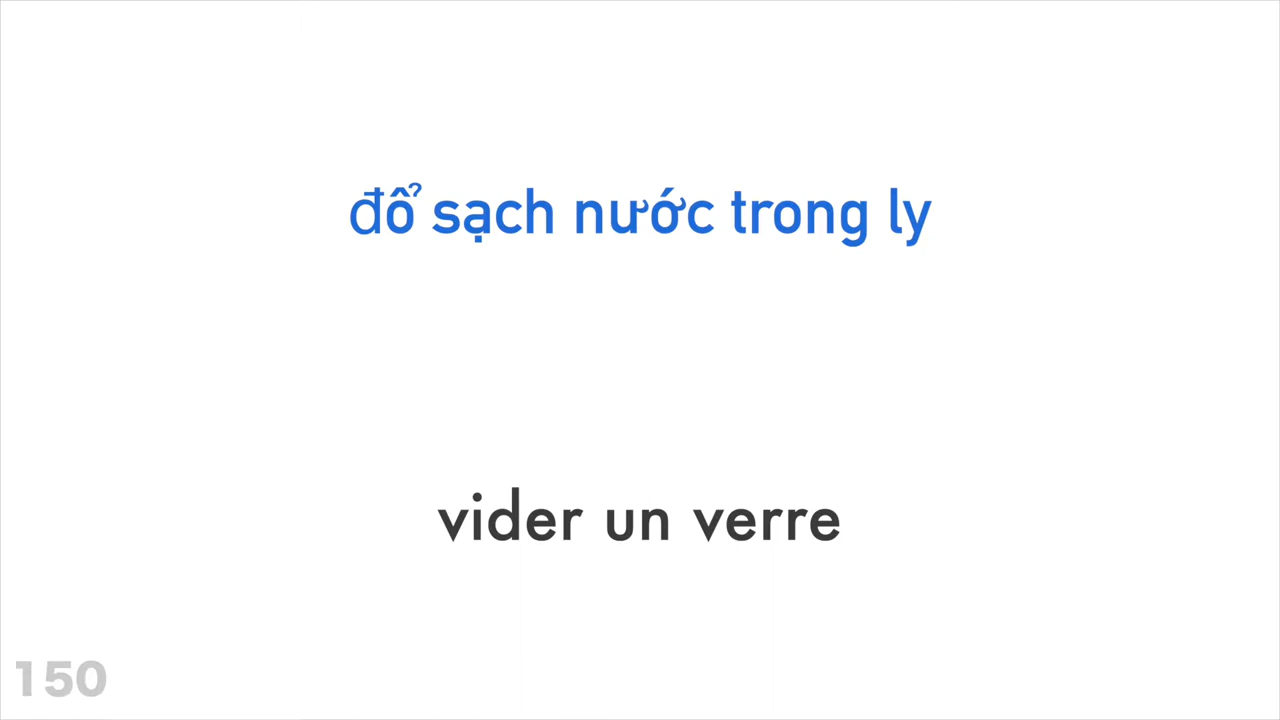 đổ sạch nước trong ly
vider un verre
150